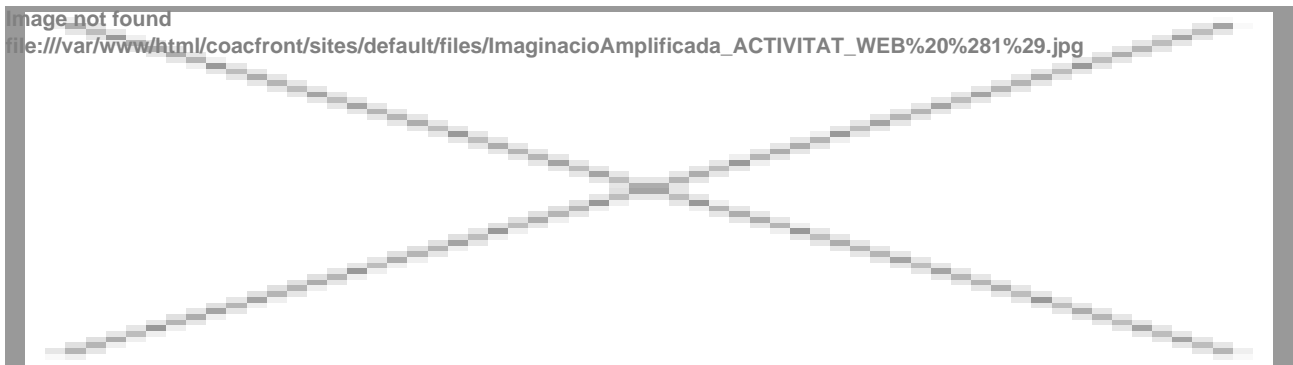 Image not found
file:///var/www/html/coacfront/sites/default/files/ImaginacioAmplificada_ACTIVITAT_WEB%20%281%29.jpg